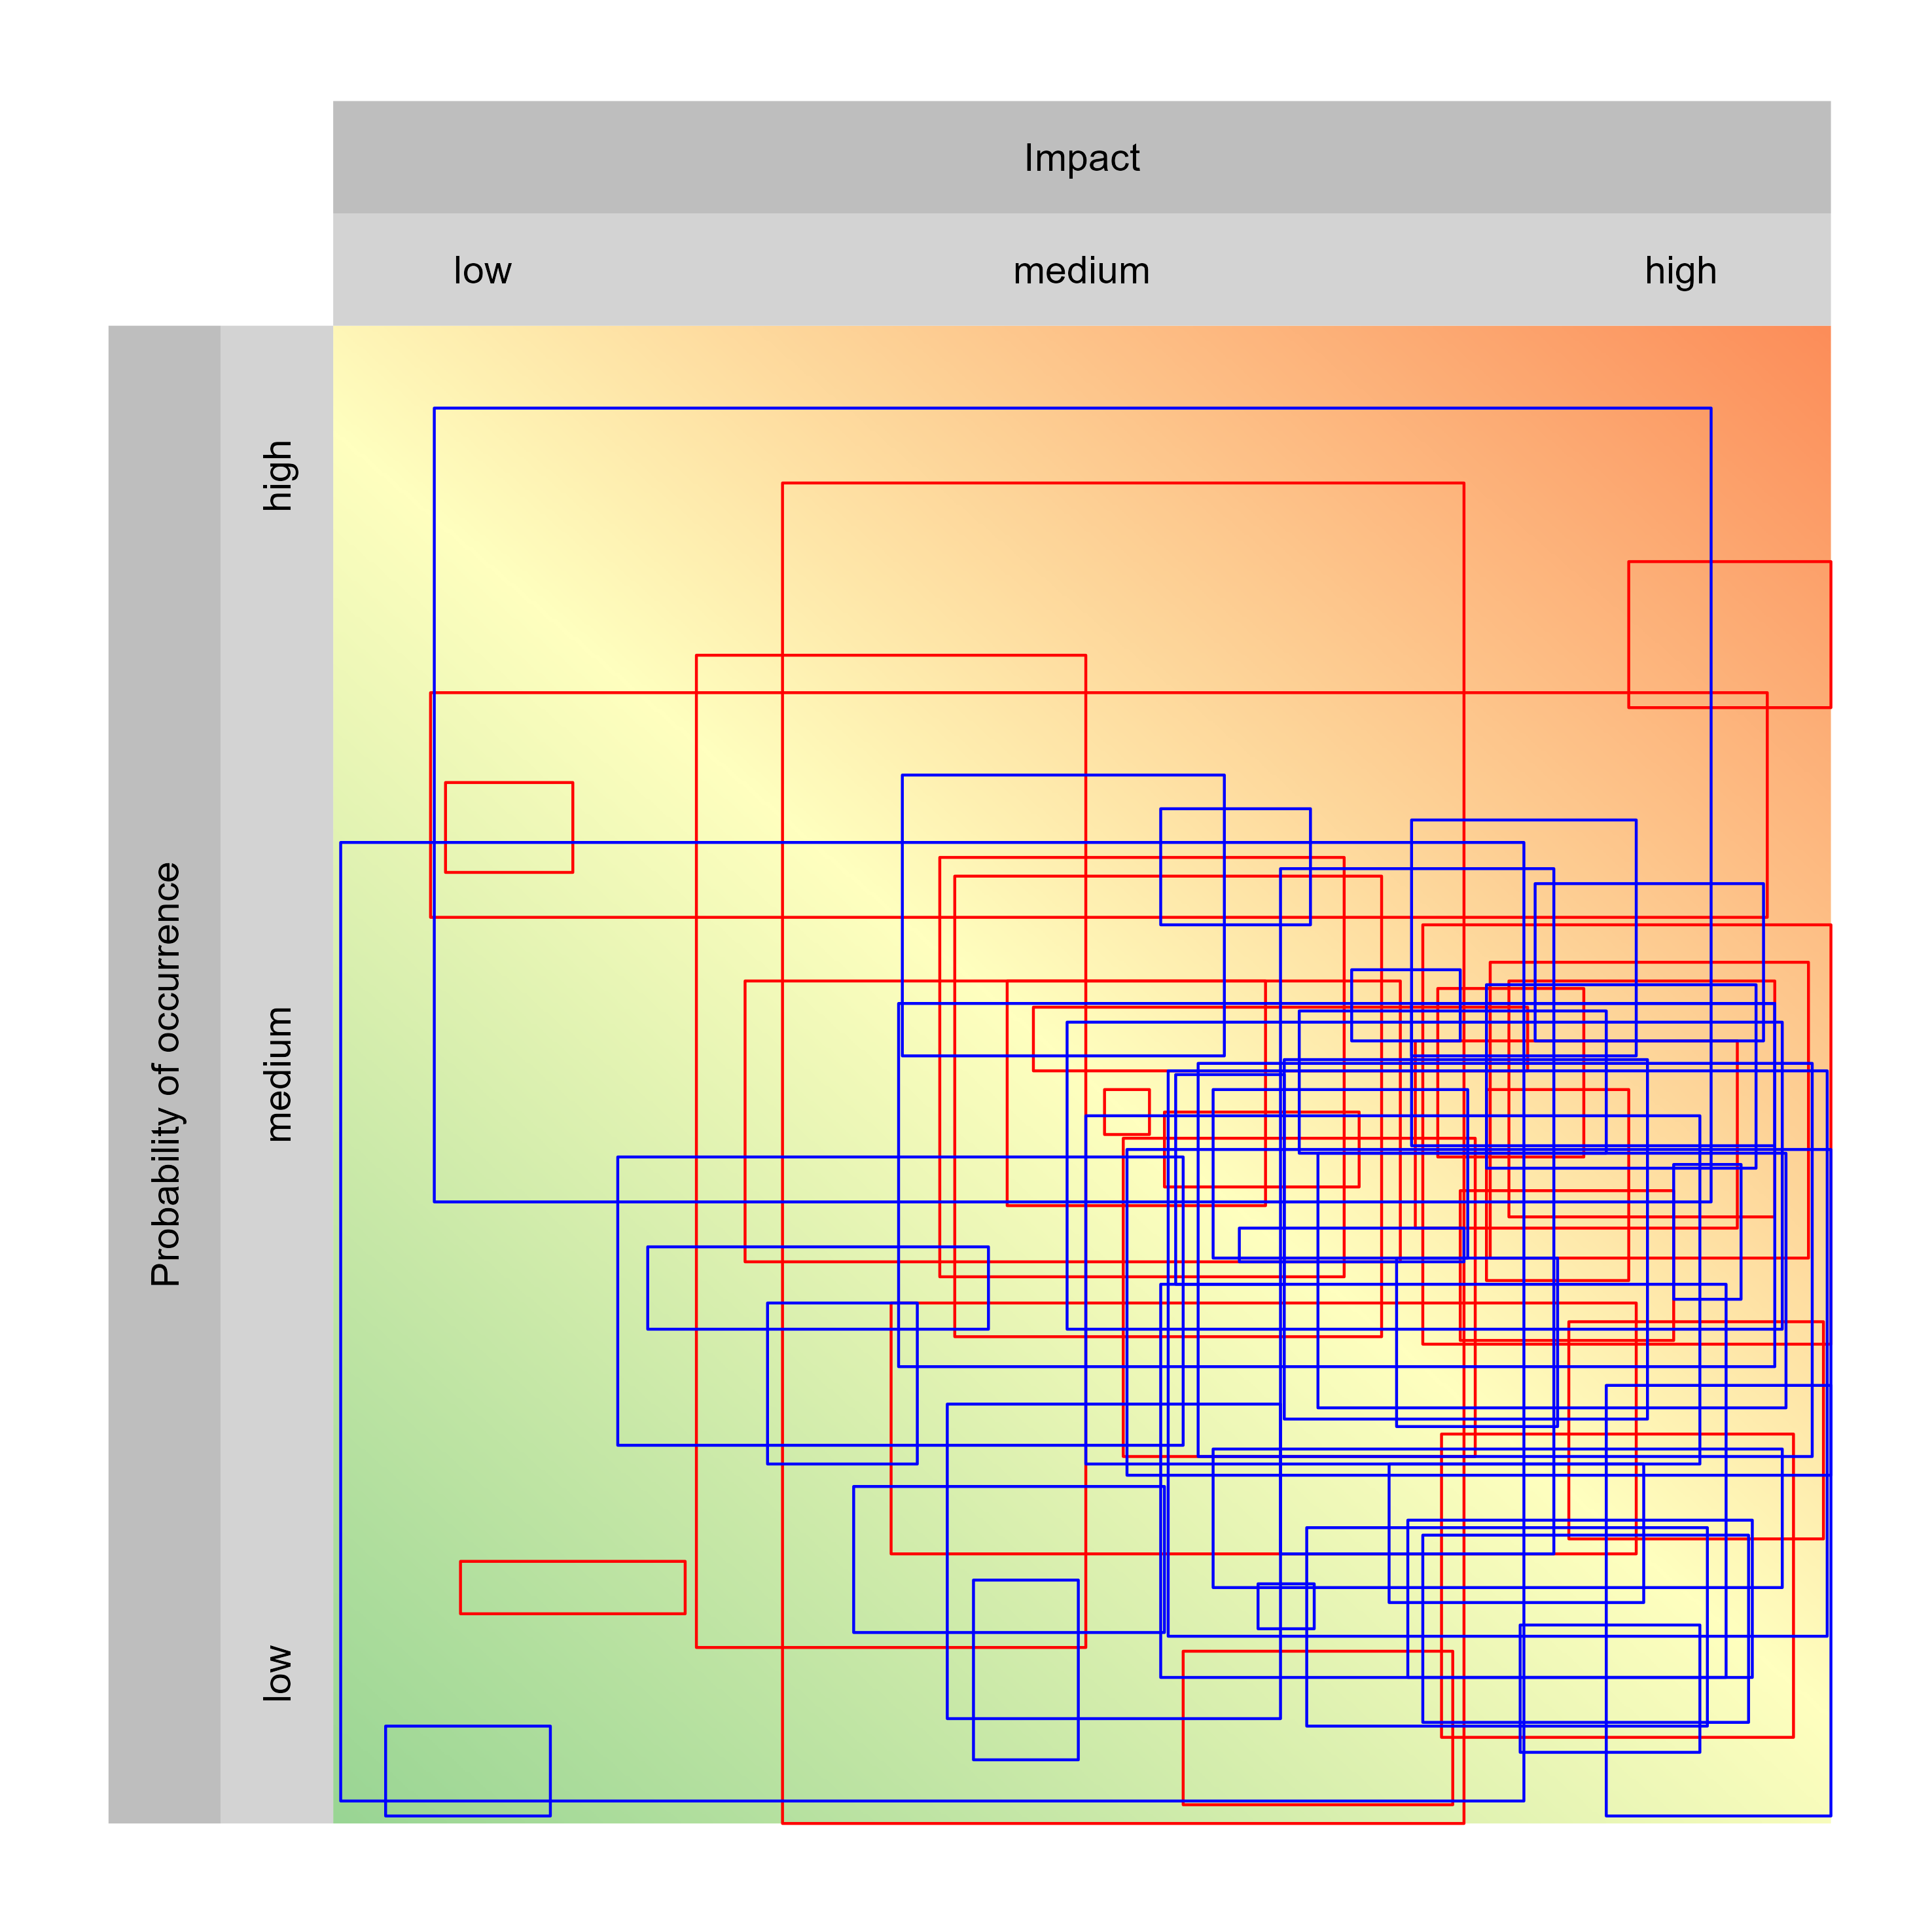 Impact
low medium high
Probability of occurrence
high
medium
low